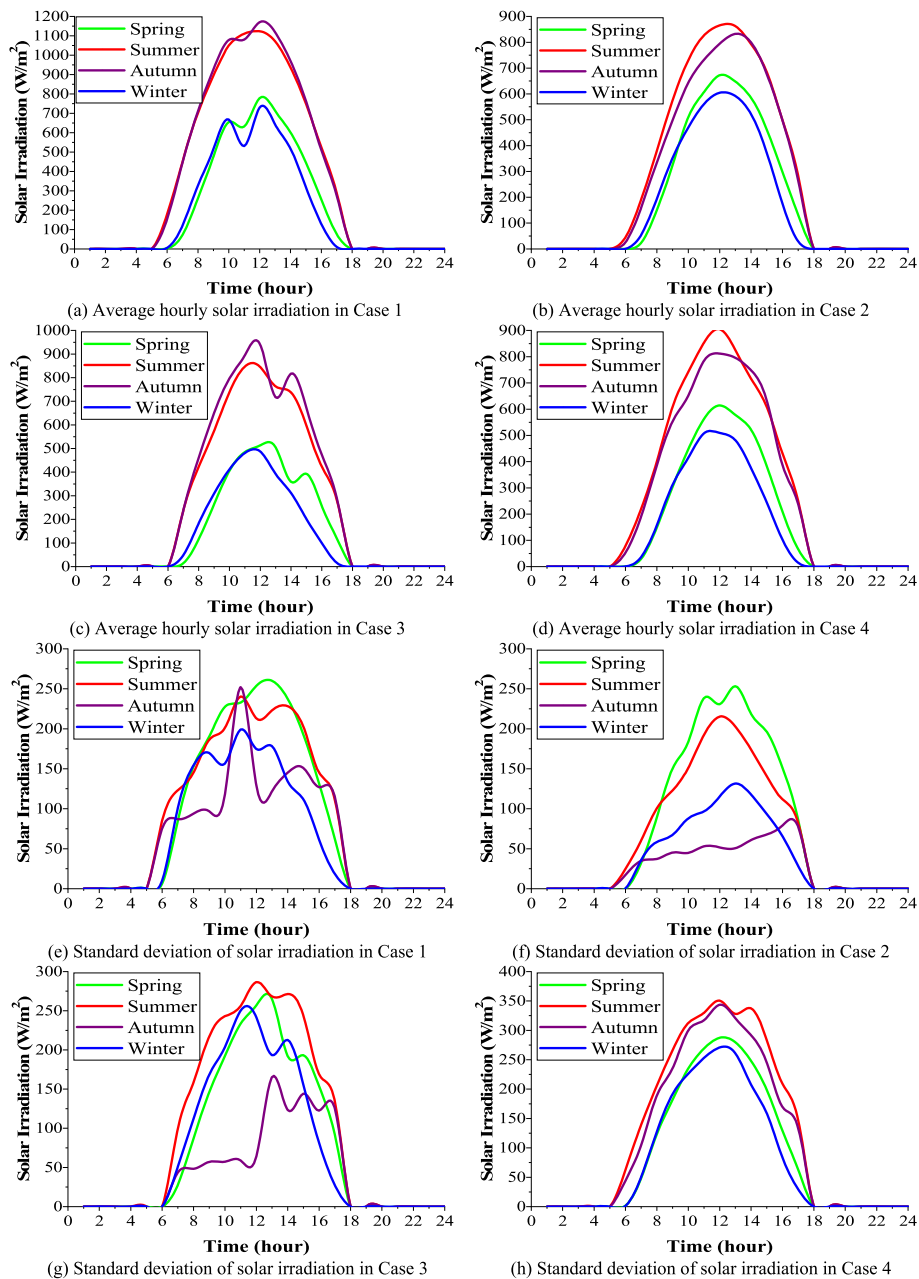 1200
1100
1000
900
800
700
600
500
400
300
200
100
0
Solar Irradiation (W/m²)
Spring
Summer
Autumn
Winter
0 2 4 6 8 10 12 14 16 18 20 22 24
Time (hour)
(a) Average hourly solar irradiation in Case 1
900
800
700
600
500
400
300
200
100
0
Solar Irradiation (W/m²)
Spring
Summer
Autumn
Winter
0 2 4 6 8 10 12 14 16 18 20 22 24
Time (hour)
(b) Average hourly solar irradiation in Case 2
1000
900
800
700
600
500
400
300
200
100
0
Solar Irradiation (W/m²)
Spring
Summer
Autumn
Winter
0 2 4 6 8 10 12 14 16 18 20 22 24
Time (hour)
(c) Average hourly solar irradiation in Case 3
900
800
700
600
500
400
300
200
100
0
Solar Irradiation (W/m²)
Spring
Summer
Autumn
Winter
0 2 4 6 8 10 12 14 16 18 20 22 24
Time (hour)
(d) Average hourly solar irradiation in Case 4
300
250
200
150
100
50
0
Solar Irradiation (W/m²)
Spring
Summer
Autumn
Winter
0 2 4 6 8 10 12 14 16 18 20 22 24
Time (hour)
(e) Standard deviation of solar irradiation in Case 1
300
250
200
150
100
50
0
Solar Irradiation (W/m²)
Spring
Summer
Autumn
Winter
0 2 4 6 8 10 12 14 16 18 20 22 24
Time (hour)
(f) Standard deviation of solar irradiation in Case 2
300
250
200
150
100
50
0
Solar Irradiation (W/m²)
Spring
Summer
Autumn
Winter
0 2 4 6 8 10 12 14 16 18 20 22 24
Time (hour)
(g) Standard deviation of solar irradiation in Case 3
400
350
300
250
200
150
100
50
0
Solar Irradiation (W/m²)
Spring
Summer
Autumn
Winter
0 2 4 6 8 10 12 14 16 18 20 22 24
Time (hour)
(h) Standard deviation of solar irradiation in Case 4